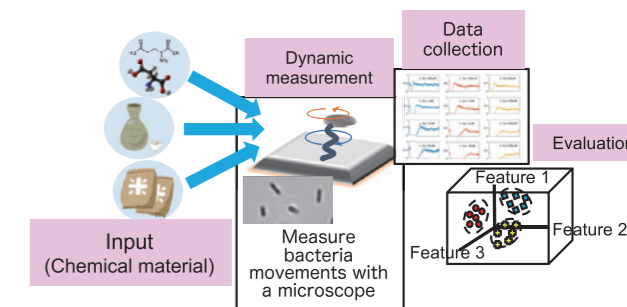 Input
(Chemical material)
Dynamic
measurement
Measure
bacteria
movements with
a microscope
Data
collection
Evaluation
Feature 1
Feature 2
Feature 3